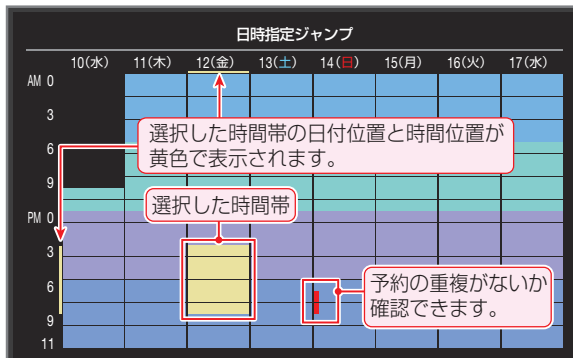 日時指定ジャンプ
10(水) 11(木) 12(金) 13(土) 14(日) 15(月) 16(火) 17(水)
AM 0
3
選択した時間帯の日付位置と時間位置が
黄色で表示されます。
6
9
選択した時間帯
PM 0
3
予約の重複がないか
確認できます。
6
9
11